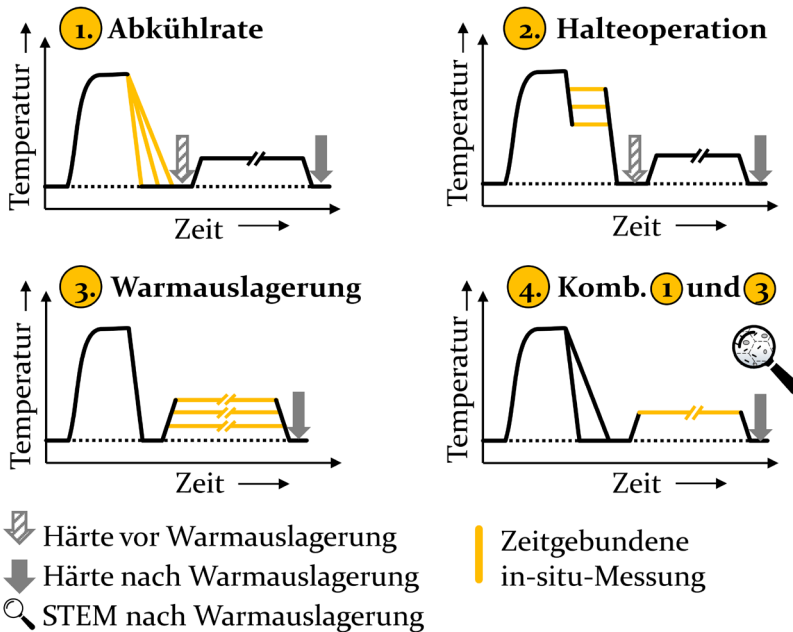 1. Abkühlrate
Temperatur
Zeit
2. Halteoperation
Temperatur
Zeit
3. Warmauslagerung
Temperatur
Zeit
4. Komb. 1 und 3
Temperatur
Zeit
Härte vor Warmauslagerung
Härte nach Warmauslagerung
STEM nach Warmauslagerung
Zeitgebundene
in-situ-Messung